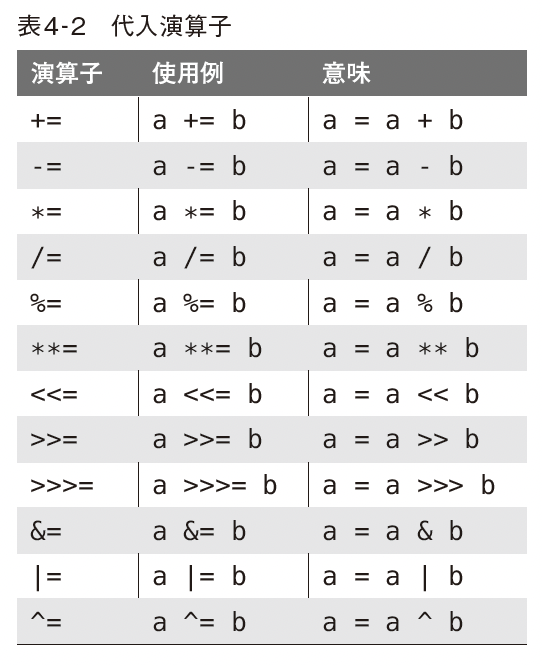 表4-2 代入演算子
演算子 使用例 意味
+= a += b a = a + b
-= a -= b a = a - b
*= a *= b a = a * b
/= a /= b a = a / b
%= a %= b a = a % b
**= a **= b a = a ** b
<<= a <<= b a = a << b
>>= a >>= b a = a >> b
>>>= a >>>= b a = a >>> b
&= a &= b a = a & b
|= a |= b a = a | b
^= a ^= b a = a ^ b